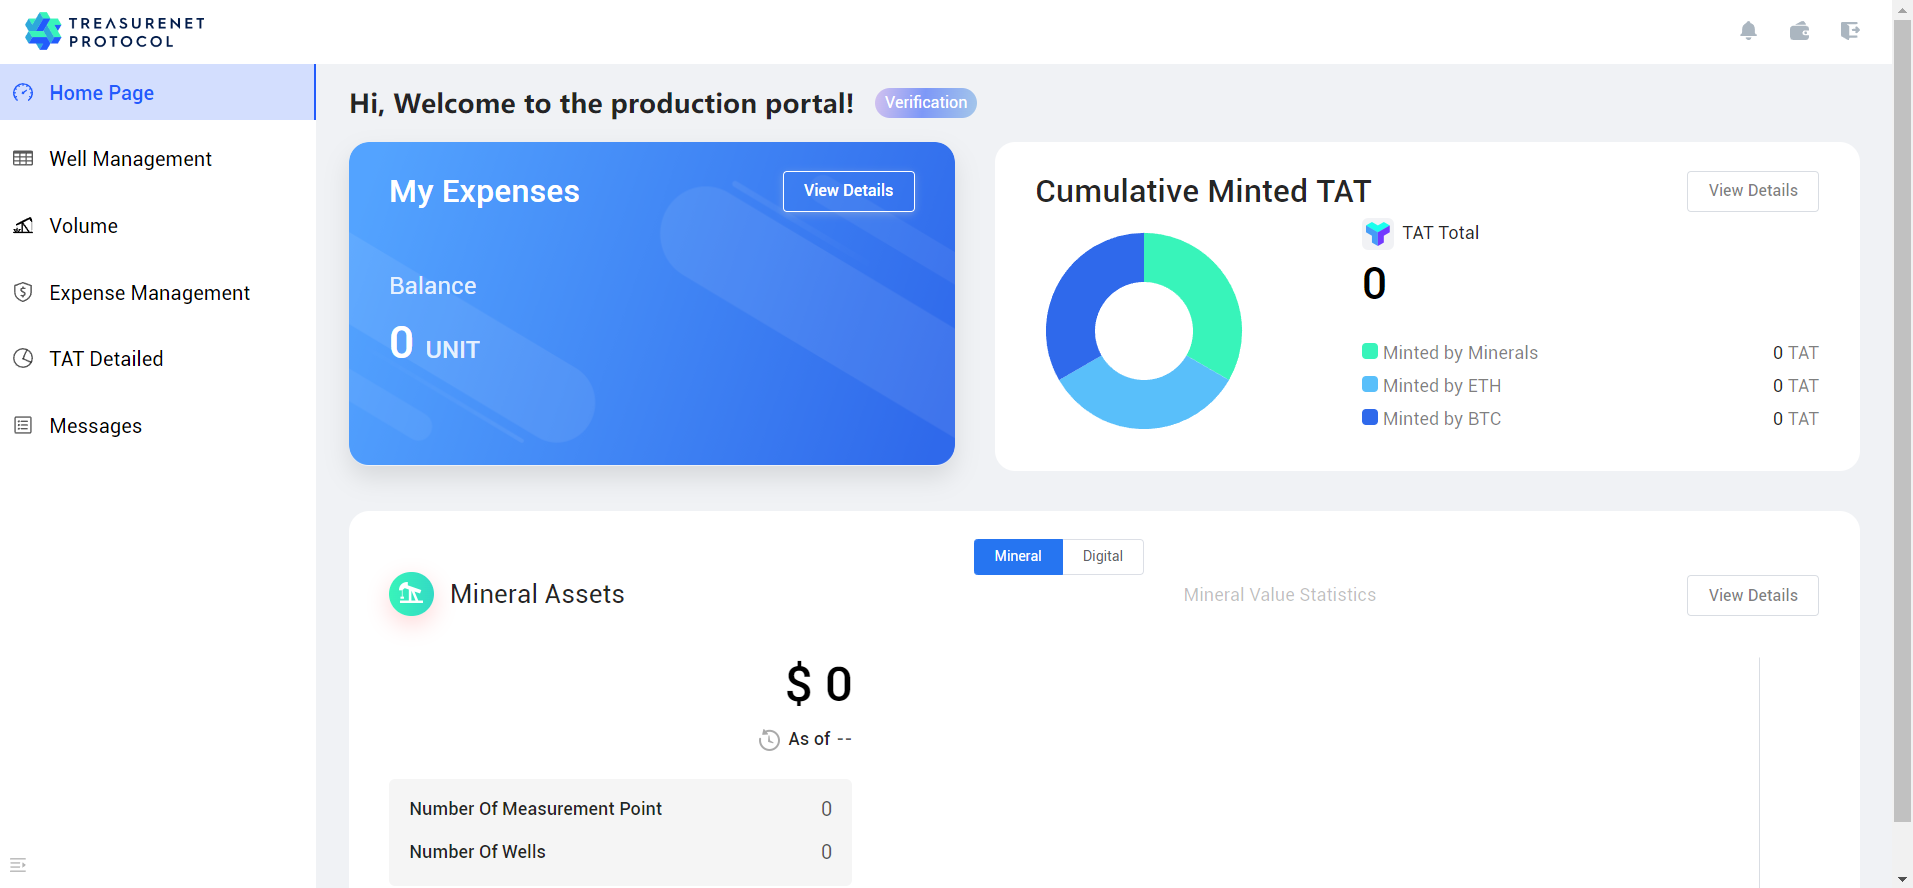 TREASURENET
PROTOCOL
Home Page
Well Management
Volume
Expense Management
TAT Detailed
Messages
Hi, Welcome to the production portal!
Verification
My Expenses
View Details
Balance
0 UNIT
Cumulative Minted TAT
View Details
TAT Total
0
Minted by Minerals 0 TAT
Minted by ETH 0 TAT
Minted by BTC 0 TAT
Mineral
Digital
Mineral Assets
Mineral Value Statistics
View Details
$ 0
As of --
Number Of Measurement Point 0
Number Of Wells 0